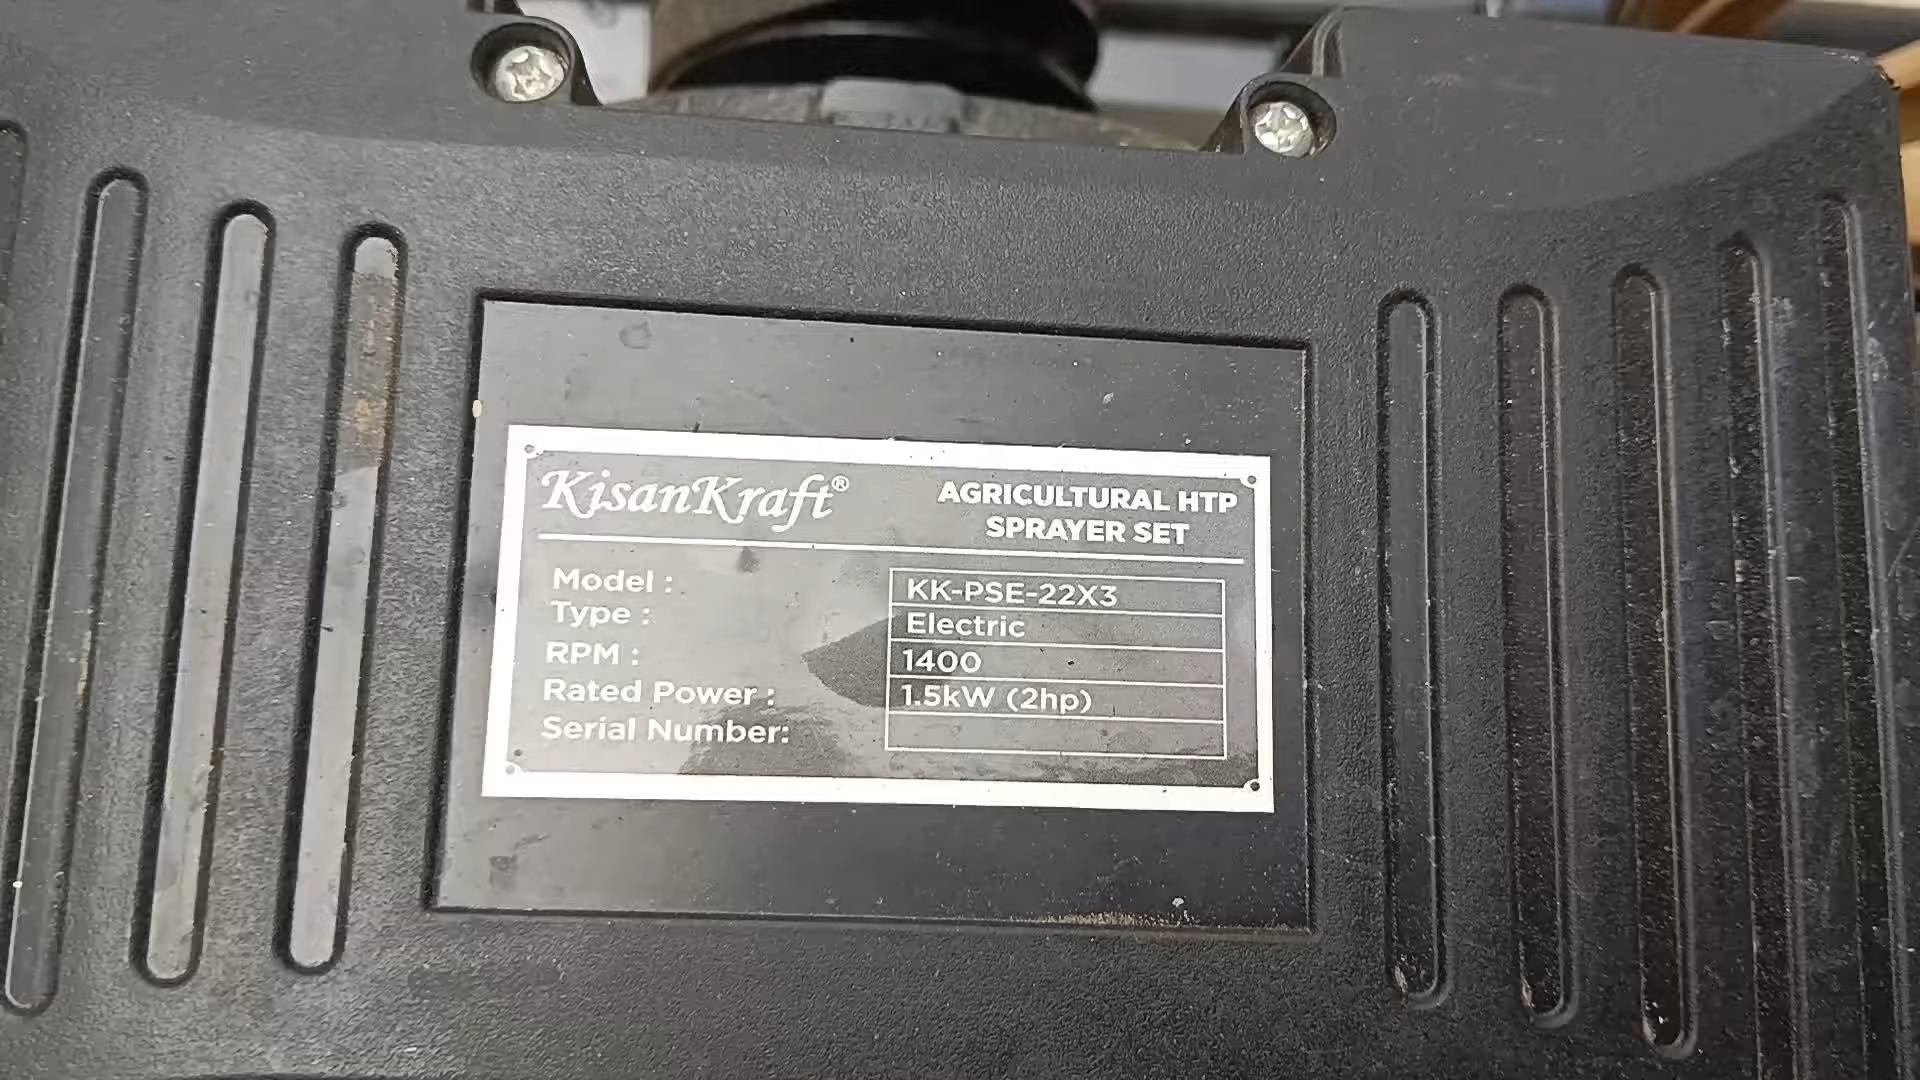 KisanKraft®
AGRICULTURAL HTP
SPRAYER SET
Model : KK-PSE-22X3
Type : Electric
RPM : 1400
Rated Power : 1.5kW (2hp)
Serial Number: